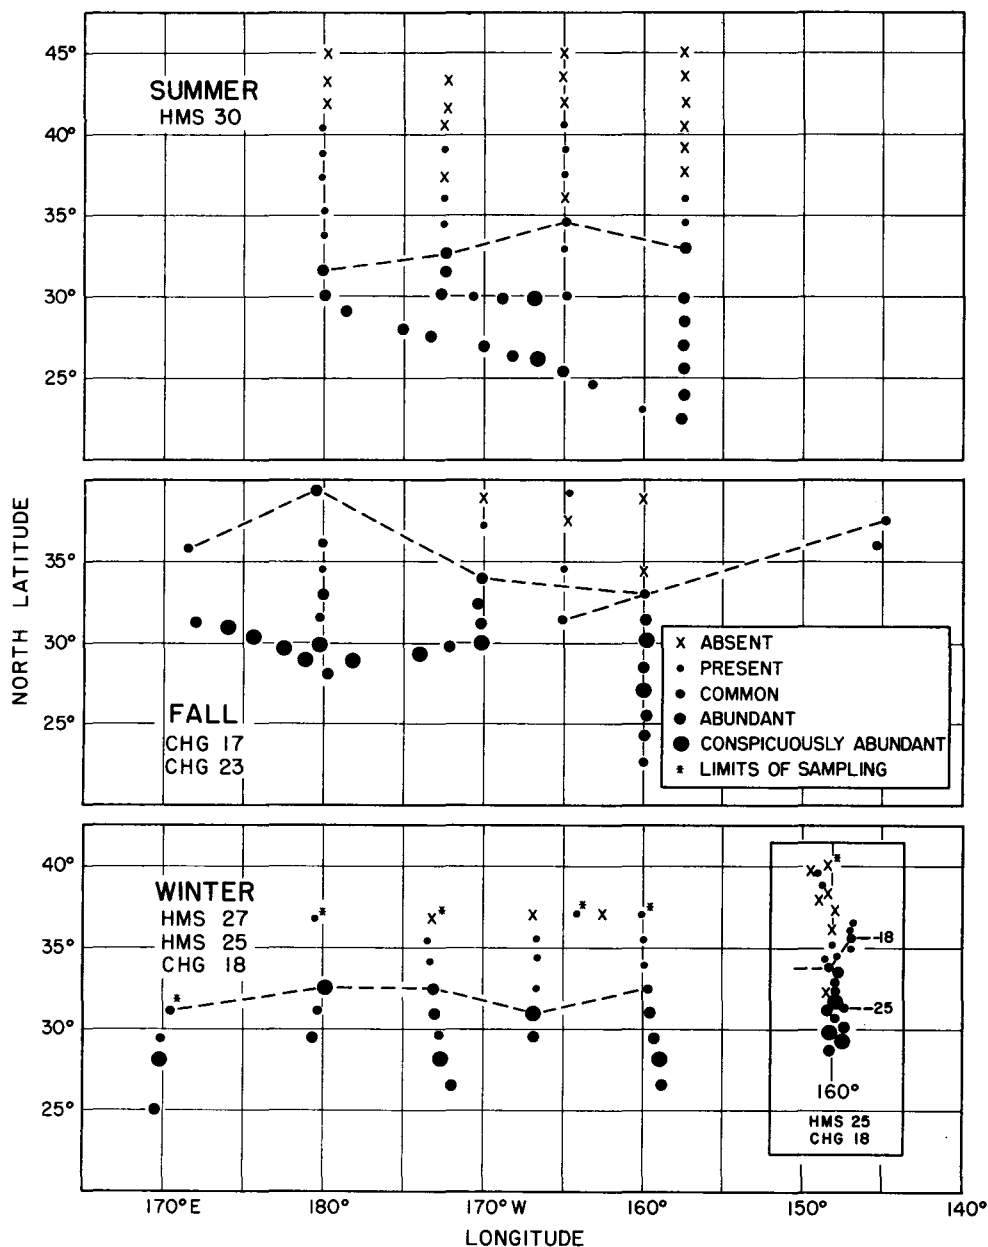 45°
SUMMER
HMS 30
40°
35°
30°
25°
NORTH LATITUDE
35°
30°
25°
FALL
CHG 17
CHG 23
x ABSENT
• PRESENT
• COMMON
● ABUNDANT
● CONSPICUOUSLY ABUNDANT
* LIMITS OF SAMPLING
40°
WINTER
HMS 27
HMS 25
CHG 18
35°
30°
25°
18
25
160°
HMS 25
CHG 18
170°E 180° 170°W 160° 150° 140°
LONGITUDE